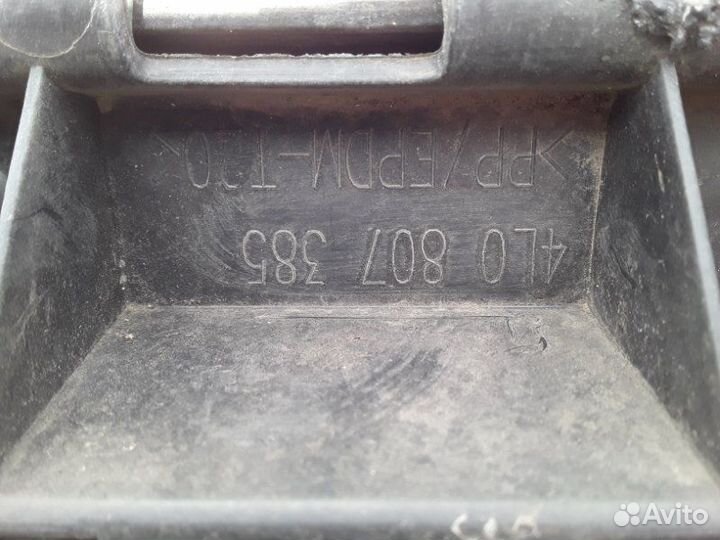 4L0 807 385
>PP/EPDM-T20<
Avito